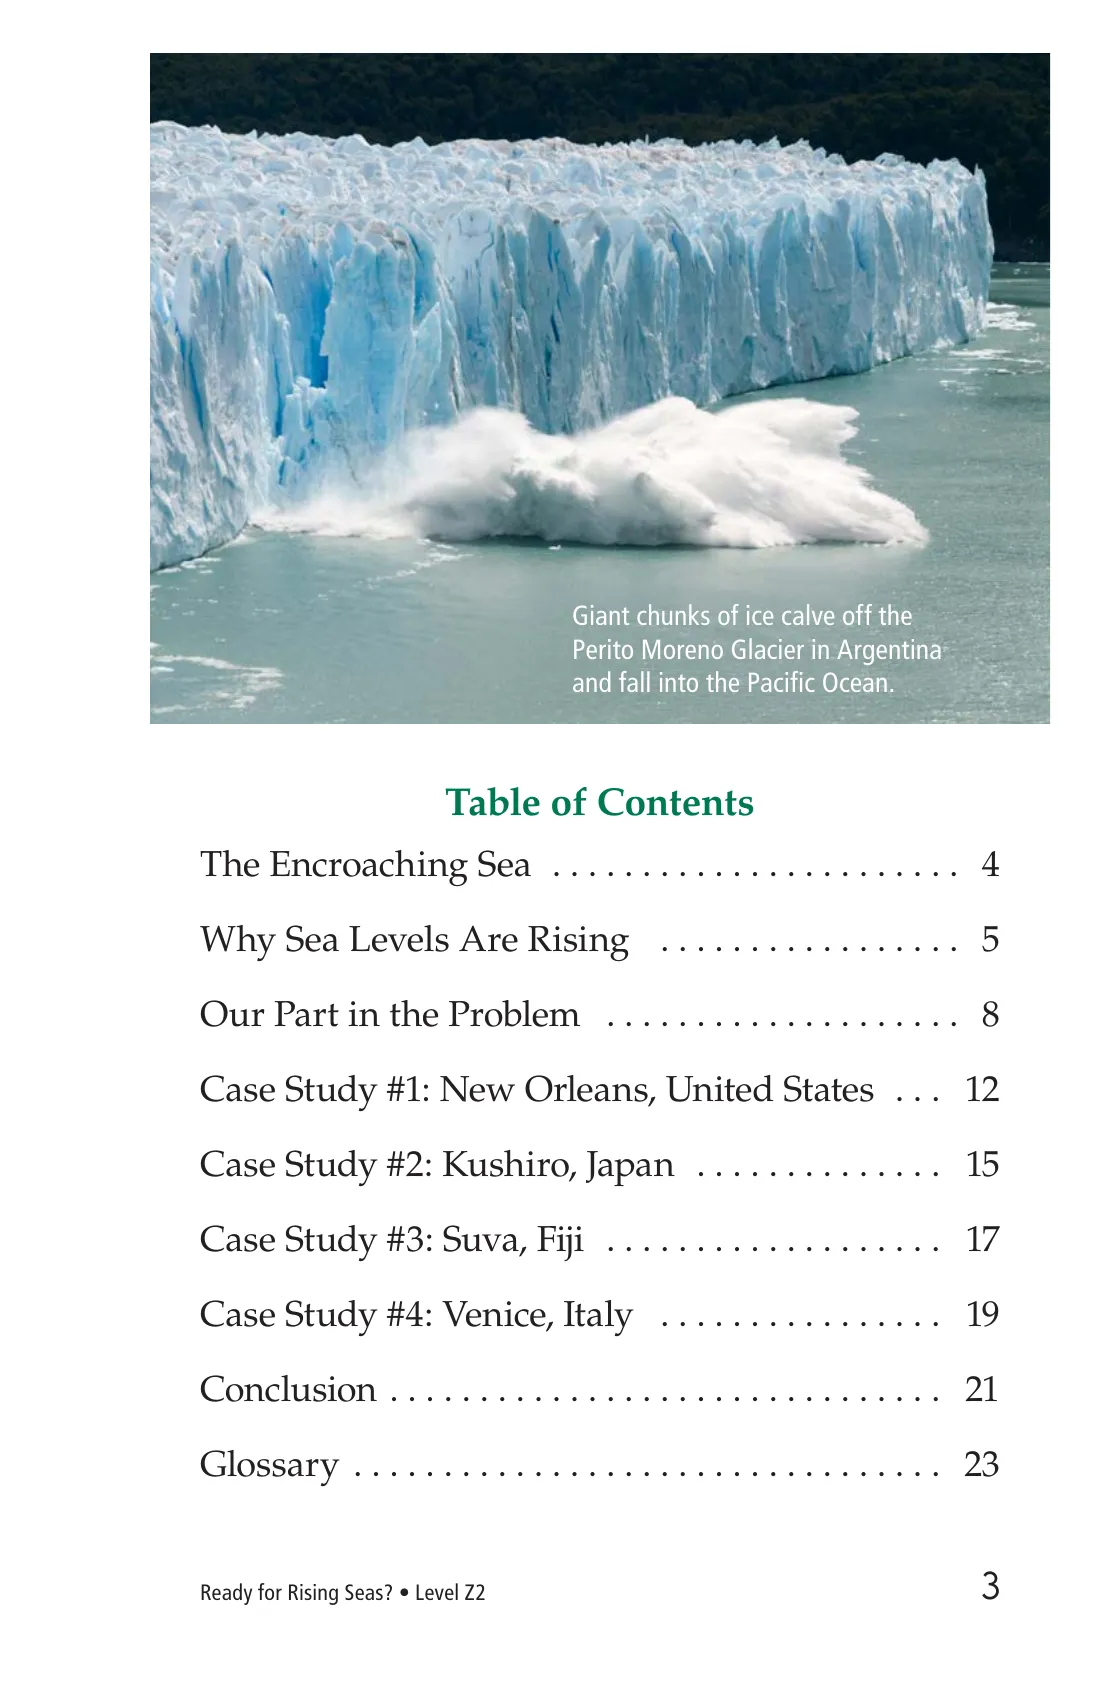 Giant chunks of ice calve off the
Perito Moreno Glacier in Argentina
and fall into the Pacific Ocean.
Table of Contents
The Encroaching Sea . . . . . . . . . . . . . . . . . . . . . . . 4
Why Sea Levels Are Rising . . . . . . . . . . . . . . . . . 5
Our Part in the Problem . . . . . . . . . . . . . . . . . . . . 8
Case Study #1: New Orleans, United States . . . 12
Case Study #2: Kushiro, Japan . . . . . . . . . . . . . . 15
Case Study #3: Suva, Fiji . . . . . . . . . . . . . . . . . . . 17
Case Study #4: Venice, Italy . . . . . . . . . . . . . . . . 19
Conclusion . . . . . . . . . . . . . . . . . . . . . . . . . . . . . . . 21
Glossary . . . . . . . . . . . . . . . . . . . . . . . . . . . . . . . . . 23
Ready for Rising Seas? • Level Z2 3